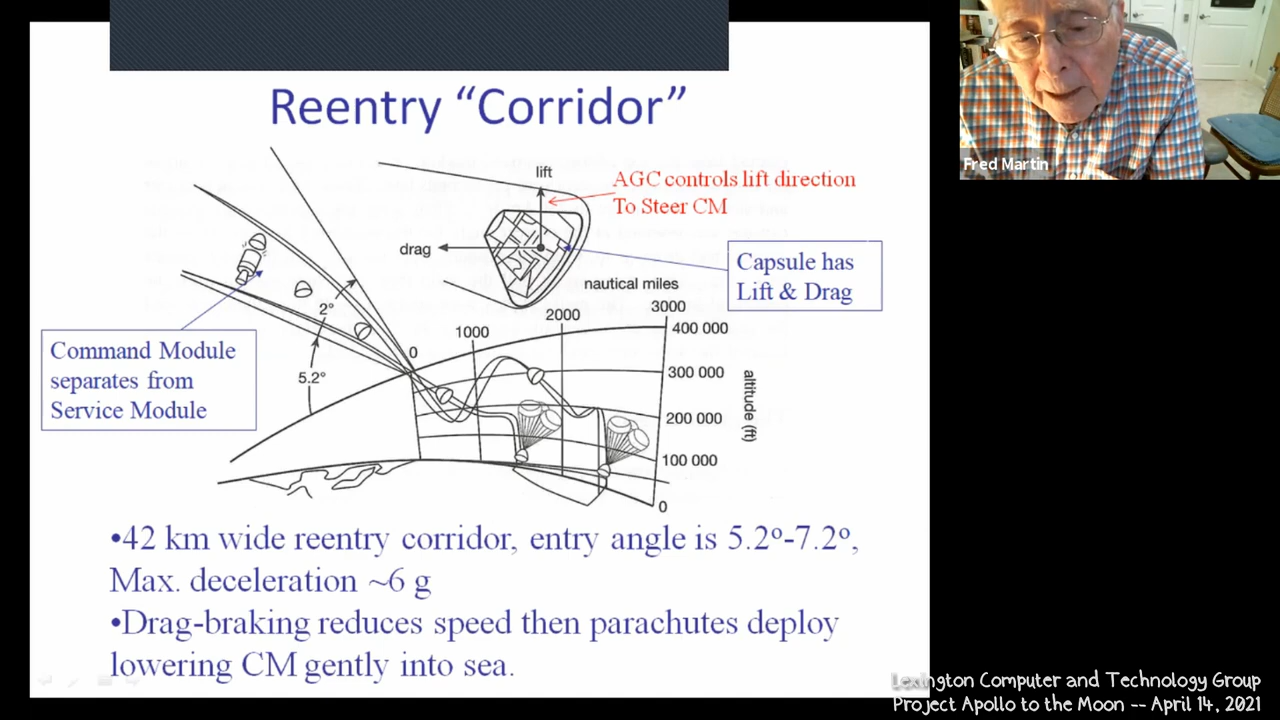 Reentry “Corridor”
lift
AGC controls lift direction
To Steer CM
drag
Capsule has
Lift & Drag
nautical miles
0
1000
2000
3000
400 000
300 000
200 000
100 000
0
altitude (ft)
2°
5.2°
Command Module
separates from
Service Module
•42 km wide reentry corridor, entry angle is 5.2º-7.2º,
Max. deceleration ~6 g
•Drag-braking reduces speed then parachutes deploy
lowering CM gently into sea.
Fred Martin
Lexington Computer and Technology Group
Project Apollo to the Moon -- April 14, 2021